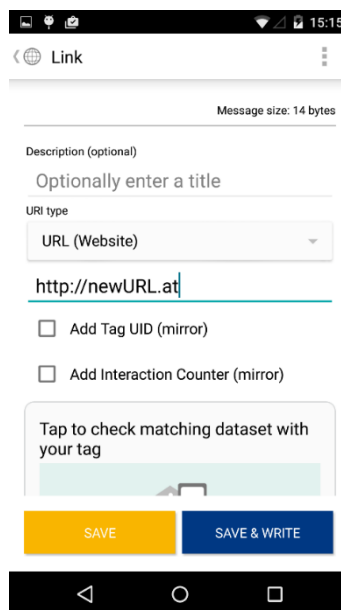 15:15
Link
Message size: 14 bytes
Description (optional)
Optionally enter a title
URI type
URL (Website)
http://newURL.at
Add Tag UID (mirror)
Add Interaction Counter (mirror)
Tap to check matching dataset with
your tag
SAVE
SAVE & WRITE